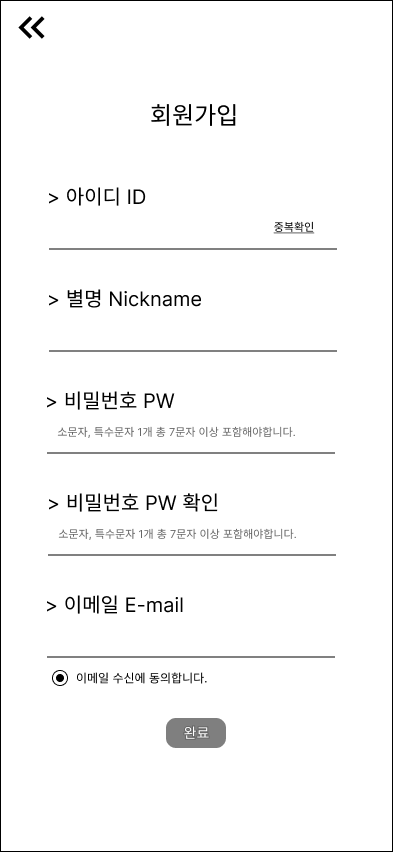 회원가입
> 아이디 ID
중복확인
> 별명 Nickname
> 비밀번호 PW
소문자, 특수문자 1개 총 7문자 이상 포함해야합니다.
> 비밀번호 PW 확인
소문자, 특수문자 1개 총 7문자 이상 포함해야합니다.
> 이메일 E-mail
이메일 수신에 동의합니다.
완료